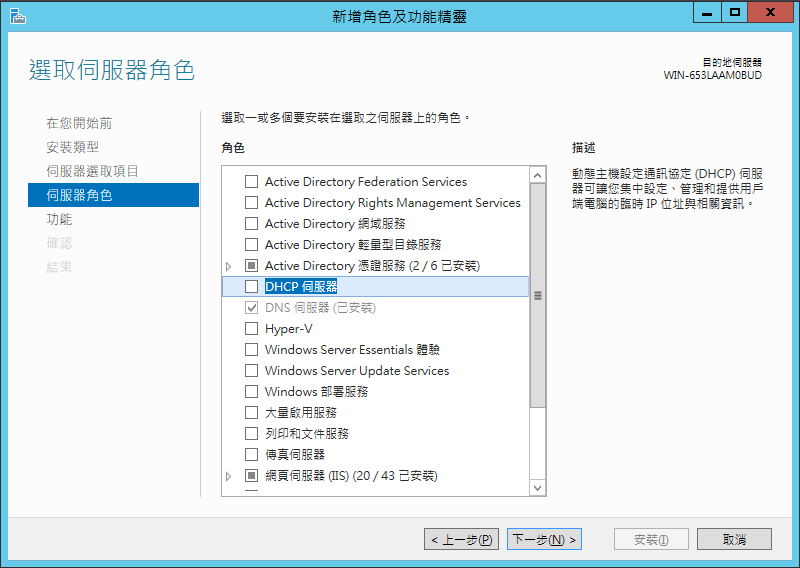 新增角色及功能精靈
選取伺服器角色
目的地伺服器
WIN-653LAAM0BUD
在您開始前
安裝類型
伺服器選取項目
伺服器角色
功能
確認
結果
選取一或多個要安裝在選取之伺服器上的角色。
角色
Active Directory Federation Services
Active Directory Rights Management Services
Active Directory 網域服務
Active Directory 輕量型目錄服務
Active Directory 憑證服務 (2 / 6 已安裝)
DHCP 伺服器
DNS 伺服器 (已安裝)
Hyper-V
Windows Server Essentials 體驗
Windows Server Update Services
Windows 部署服務
大量啟用服務
列印和文件服務
傳真伺服器
網頁伺服器 (IIS) (20 / 43 已安裝)
描述
動態主機設定通訊協定 (DHCP) 伺服
器可讓您集中設定、管理和提供用戶
端電腦的臨時 IP 位址與相關資訊。
< 上一步(P)
下一步(N) >
安裝(I)
取消